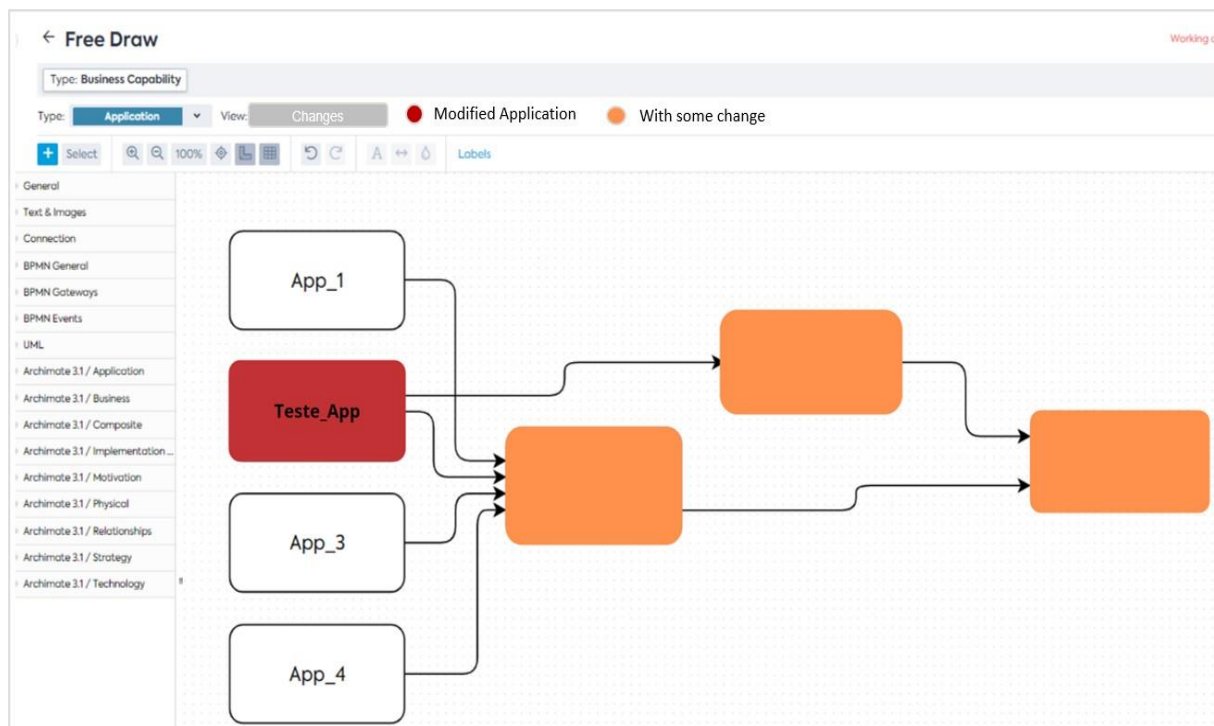 ← Free Draw
Working
Type: Business Capability
Type: Application View: Changes Modified Application With some change
+ Select 100% A Labels
General
Text & Images
Connection
BPMN General
BPMN Gateways
BPMN Events
UML
Archimate 3.1 / Application
Archimate 3.1 / Business
Archimate 3.1 / Composite
Archimate 3.1 / Implementation ...
Archimate 3.1 / Motivation
Archimate 3.1 / Physical
Archimate 3.1 / Relationships
Archimate 3.1 / Strategy
Archimate 3.1 / Technology
App_1
Teste_App
App_3
App_4